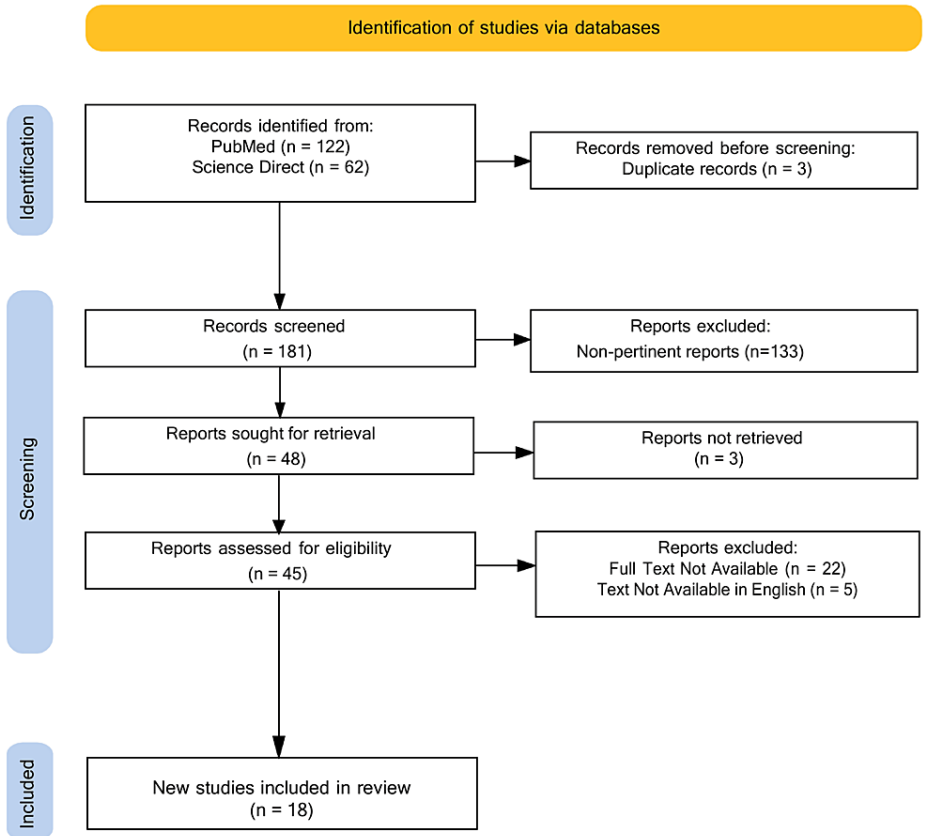 Identification of studies via databases
Identification
Records identified from:
PubMed (n = 122)
Science Direct (n = 62)
Records removed before screening:
Duplicate records (n = 3)
Screening
Records screened
(n = 181)
Reports excluded:
Non-pertinent reports (n=133)
Reports sought for retrieval
(n = 48)
Reports not retrieved
(n = 3)
Reports assessed for eligibility
(n = 45)
Reports excluded:
Full Text Not Available (n = 22)
Text Not Available in English (n = 5)
Included
New studies included in review
(n = 18)